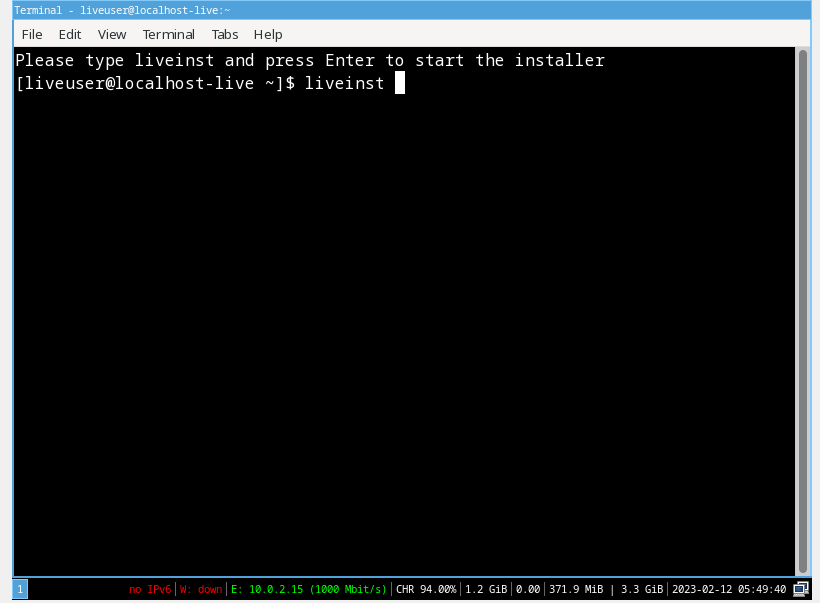 Terminal - liveuser@localhost-live:~
File Edit View Terminal Tabs Help
Please type liveinst and press Enter to start the installer
[liveuser@localhost-live ~]$ liveinst
1 no IPv6 | W: down | E: 10.0.2.15 (1000 Mbit/s) | CHR 94.00% | 1.2 GiB | 0.00 | 371.9 MiB | 3.3 GiB | 2023-02-12 05:49:40